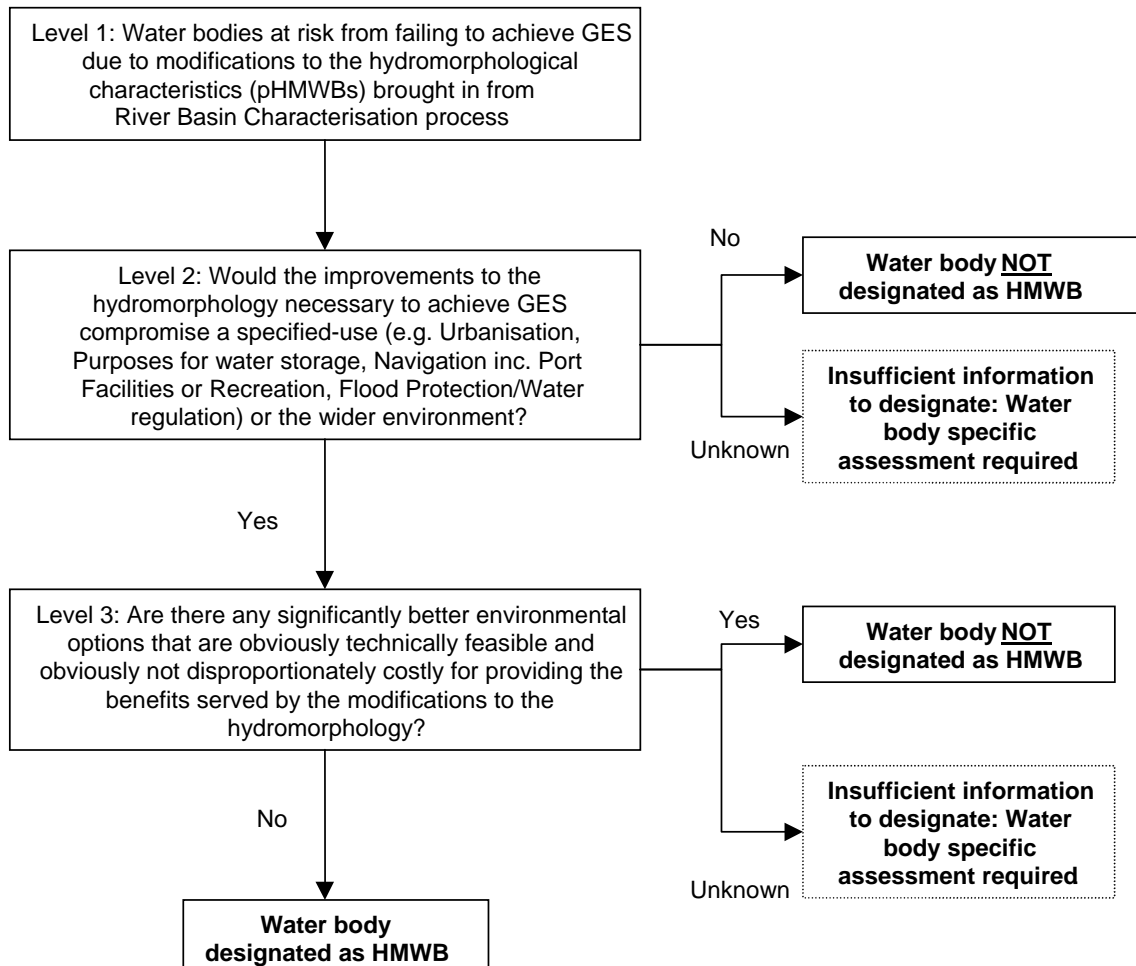 Level 1: Water bodies at risk from failing to achieve GES
due to modifications to the hydromorphological
characteristics (pHMWBs) brought in from
River Basin Characterisation process
Level 2: Would the improvements to the
hydromorphology necessary to achieve GES
compromise a specified-use (e.g. Urbanisation,
Purposes for water storage, Navigation inc. Port
Facilities or Recreation, Flood Protection/Water
regulation) or the wider environment?
No
Water body NOT
designated as HMWB
Unknown
Insufficient information
to designate: Water
body specific
assessment required
Yes
Level 3: Are there any significantly better environmental
options that are obviously technically feasible and
obviously not disproportionately costly for providing the
benefits served by the modifications to the
hydromorphology?
Yes
Water body NOT
designated as HMWB
Unknown
Insufficient information
to designate: Water
body specific
assessment required
No
Water body
designated as HMWB